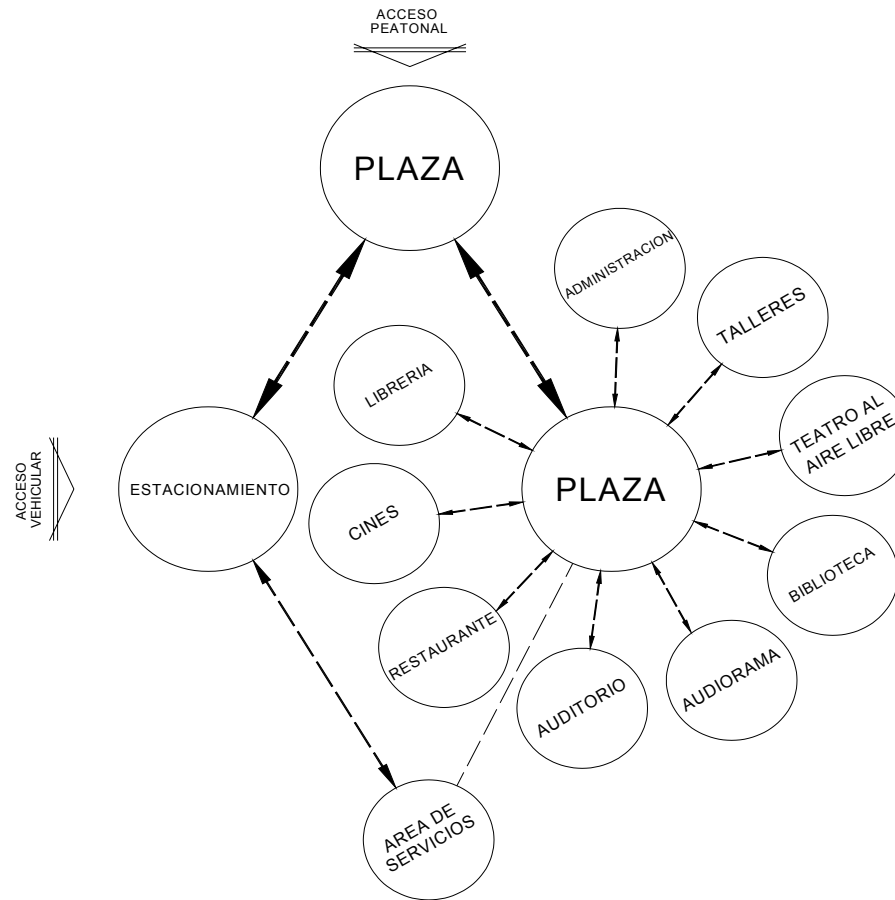 ACCESO
PEATONAL
PLAZA
ADMINISTRACION
TALLERES
LIBRERIA
TEATRO AL
AIRE LIBRE
ACCESO
VEHICULAR
ESTACIONAMIENTO
PLAZA
CINES
BIBLIOTECA
RESTAURANTE
AUDIORAMA
AUDITORIO
AREA DE
SERVICIOS